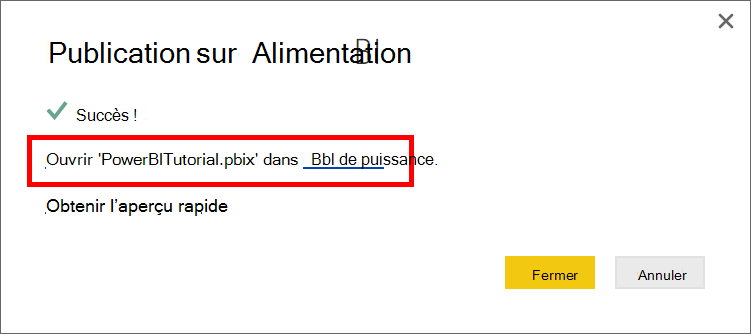 Publication sur Alimentation BI
Succès !
Ouvrir 'PowerBITutorial.pbix' dans Bbl de puissance.
Obtenir l'aperçu rapide
Fermer Annuler